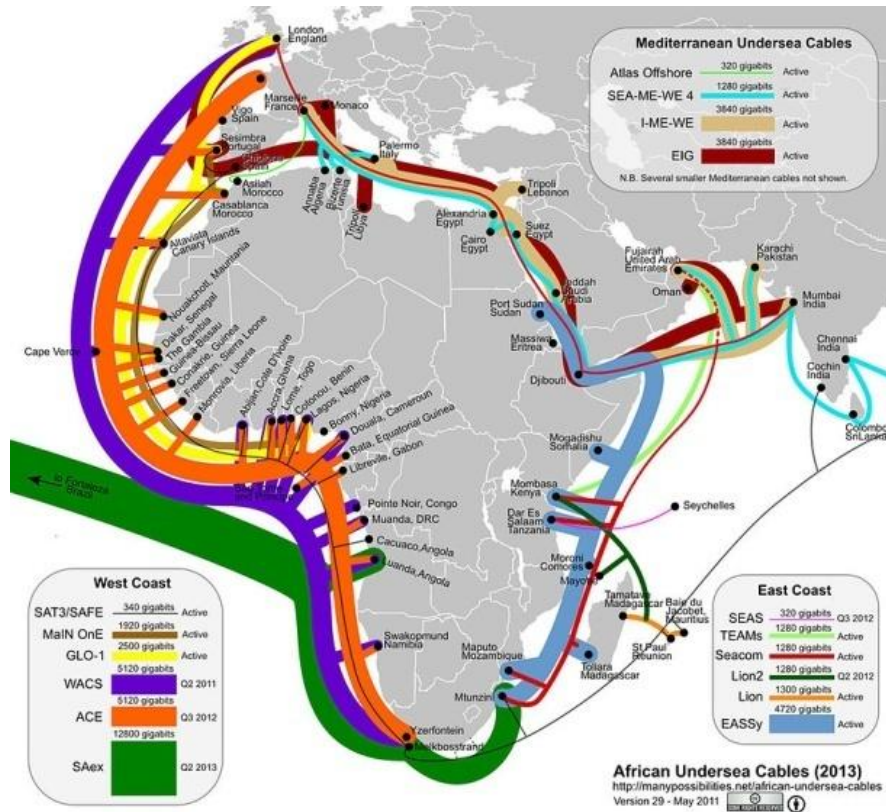 London
England
Marseille
France
Monaco
Vigo
Spain
Sesimbra
Portugal
Spain
Asilah
Morocco
Casablanca
Morocco
Altavista
Canary Islands
Palermo
Italy
Annaba
Algeria
Bizerte
Tunisia
Tripoli
Libya
Tripoli
Lebanon
Alexandria
Egypt
Cairo
Egypt
Suez
Egypt
Jeddah
Saudi
Arabia
Port Sudan
Sudan
Massiwa
Eritrea
Djibouti
Fujairah
United Arab
Emirates
Oman
Karachi
Pakistan
Mumbai
India
Chennai
India
Cochin
India
Colombo
SriLanka
Mediterranean Undersea Cables
Atlas Offshore 320 gigabits Active
SEA-ME-WE 4 1280 gigabits Active
I-ME-WE 3840 gigabits Active
EIG 3840 gigabits Active
N.B. Several smaller Mediterranean cables not shown.
Nouakchott, Mauritania
Dakar, Senegal
The Gambia
Guinea-Bissau
Conakrie, Guinea
Freetown, Sierra Leone
Monrovia, Liberia
Cape Verde
Abijan,Cote D'Ivoire
Accra,Ghana
Lome, Togo
Cotonou, Benin
Lagos, Nigeria
Bonny, Nigeria
Douala, Cameroun
Bata, Equatorial Guinea
Libreville, Gabon
Pointe Noir, Congo
Muanda, DRC
Cacuaco,Angola
Luanda,Angola
Swakopmund
Namibia
Yzerfontein
Melkbosstrand
Mtunzini
Maputo
Mozambique
Toliara
Madagascar
Mogadishu
Somalia
Mombasa
Kenya
Dar Es
Salaam
Tanzania
Seychelles
Moroni
Comores
Mayotte
Tamatave
Madagascar
Baie du
Jacobet,
Mauritius
St Paul
Reunion
to Fortaleza
Brazil
West Coast
SAT3/SAFE 340 gigabits Active
MaIN OnE 1920 gigabits Active
GLO-1 2500 gigabits Active
WACS 5120 gigabits Q2 2011
ACE 5120 gigabits Q3 2012
SAex 12800 gigabits Q2 2013
East Coast
SEAS 320 gigabits Q3 2012
TEAMs 1280 gigabits Active
Seacom 1280 gigabits Active
Lion2 1280 gigabits Q2 2012
Lion 1300 gigabits Active
EASSy 4720 gigabits Active
African Undersea Cables (2013)
http://manypossibilities.net/african-undersea-cables
Version 29 - May 2011